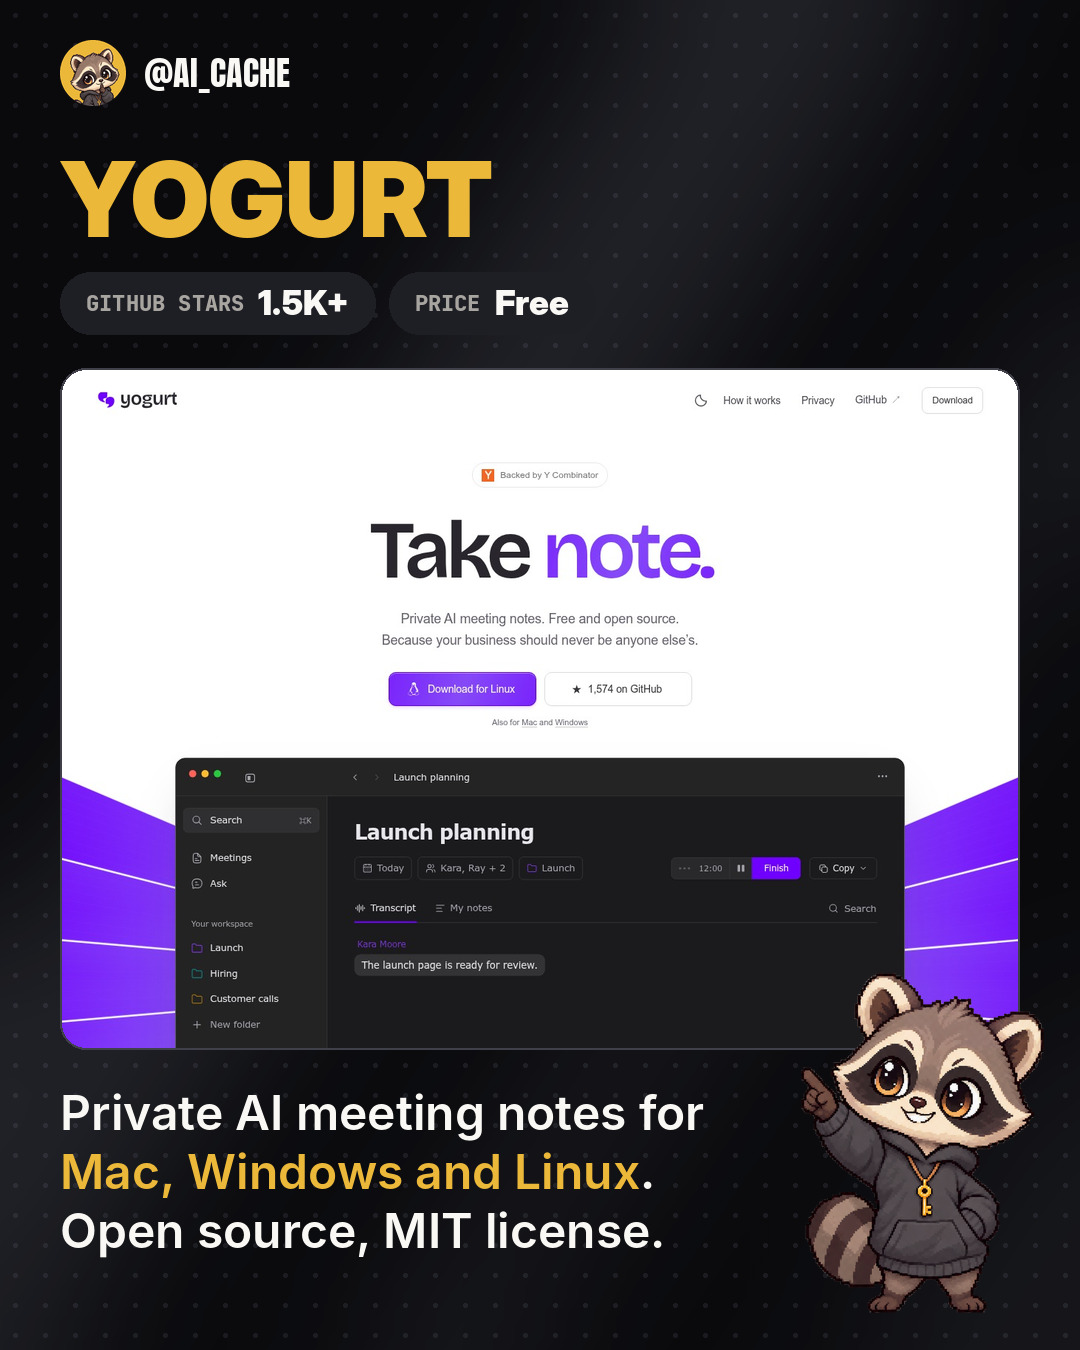 @AI_CACHE
YOGURT
GITHUB STARS 1.5K+
PRICE Free
yogurt
How it works
Privacy
GitHub ↗
Download
Y Backed by Y Combinator
Take note.
Private AI meeting notes. Free and open source.
Because your business should never be anyone else's.
Download for Linux
★ 1,574 on GitHub
Also for Mac and Windows
Launch planning
Search ⌘K
Meetings
Ask
Your workspace
Launch
Hiring
Customer calls
+ New folder
Launch planning
Today
Kara, Ray + 2
Launch
12:00
Finish
Copy
Transcript
My notes
Search
Kara Moore
The launch page is ready for review.
Private AI meeting notes for
Mac, Windows and Linux.
Open source, MIT license.